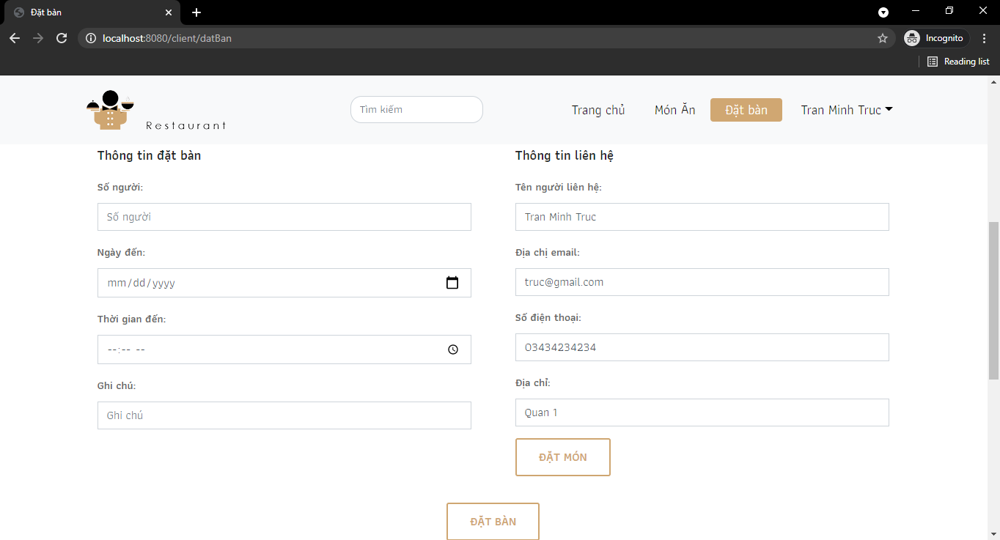 Đặt bàn
localhost:8080/client/datBan
Incognito
Reading list
Restaurant
Tìm kiếm
Trang chủ
Món Ăn
Đặt bàn
Tran Minh Truc
Thông tin đặt bàn
Số người:
Số người
Ngày đến:
mm/dd/yyyy
Thời gian đến:
--:-- --
Ghi chú:
Ghi chú
Thông tin liên hệ
Tên người liên hệ:
Tran Minh Truc
Địa chị email:
truc@gmail.com
Số điện thoại:
03434234234
Địa chỉ:
Quan 1
ĐẶT MÓN
ĐẶT BÀN